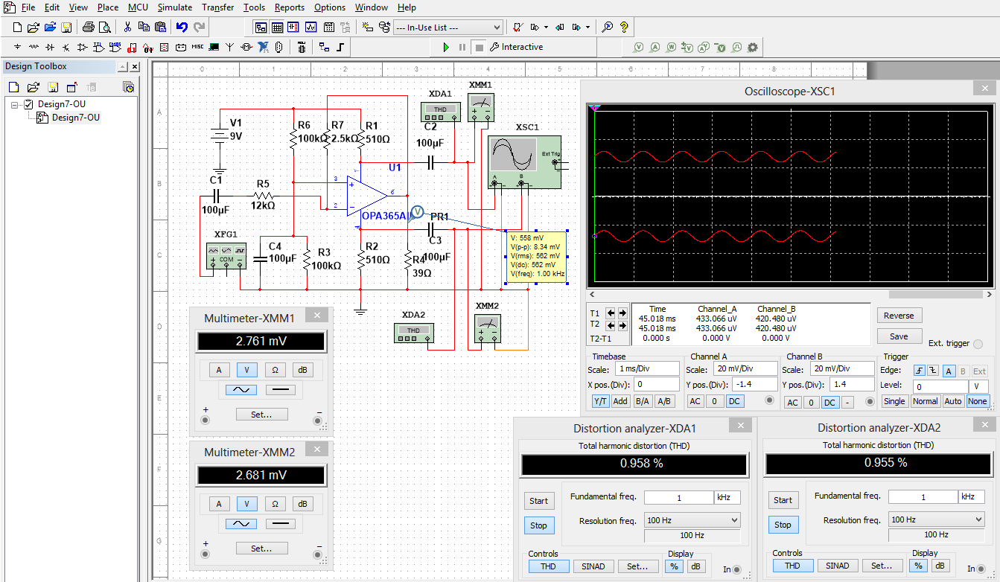 File Edit View Place MCU Simulate Transfer Tools Reports Options Window Help
--- In-Use List ---
MISC
Interactive
Design Toolbox
Design7-OU
Design7-OU
0 1 2 3 4 5 6 7 8
A
B
C
D
E
F
G
V1
9V
R6
100kΩ
R7
2.5kΩ
R1
510Ω
XDA1
THD
XMM1
C2
100µF
XSC1
Ext Trig
A B
U1
3
2
6
7
4
OPA365AI
C1
100µF
R5
12kΩ
V
PR1
C3
100µF
XFG1
COM
C4
100µF
R3
100kΩ
R2
510Ω
R4
39Ω
V: 558 mV
V(p-p): 8.34 mV
V(rms): 562 mV
V(dc): 562 mV
V(freq): 1.00 kHz
XDA2
THD
XMM2
Multimeter-XMM1
2.761 mV
A V Ω dB
+ Set... −
Multimeter-XMM2
2.681 mV
A V Ω dB
+ Set... −
Oscilloscope-XSC1
Time Channel_A Channel_B
T1 45.018 ms 433.066 uV 420.480 uV
T2 45.018 ms 433.066 uV 420.480 uV
T2-T1 0.000 s 0.000 V 0.000 V
Reverse
Save
Ext. trigger
Timebase
Scale: 1 ms/Div
X pos.(Div): 0
Y/T Add B/A A/B
Channel A
Scale: 20 mV/Div
Y pos.(Div): -1.4
AC 0 DC
Channel B
Scale: 20 mV/Div
Y pos.(Div): 1.4
AC 0 DC -
Trigger
Edge: A B Ext
Level: 0 V
Single Normal Auto None
Distortion analyzer-XDA1
Total harmonic distortion (THD)
0.958 %
Start
Stop
Fundamental freq. 1 kHz
Resolution freq. 100 Hz
100 Hz
Controls
THD SINAD Set...
Display
% dB
In
Distortion analyzer-XDA2
Total harmonic distortion (THD)
0.955 %
Start
Stop
Fundamental freq. 1 kHz
Resolution freq. 100 Hz
100 Hz
Controls
THD SINAD Set...
Display
% dB
In